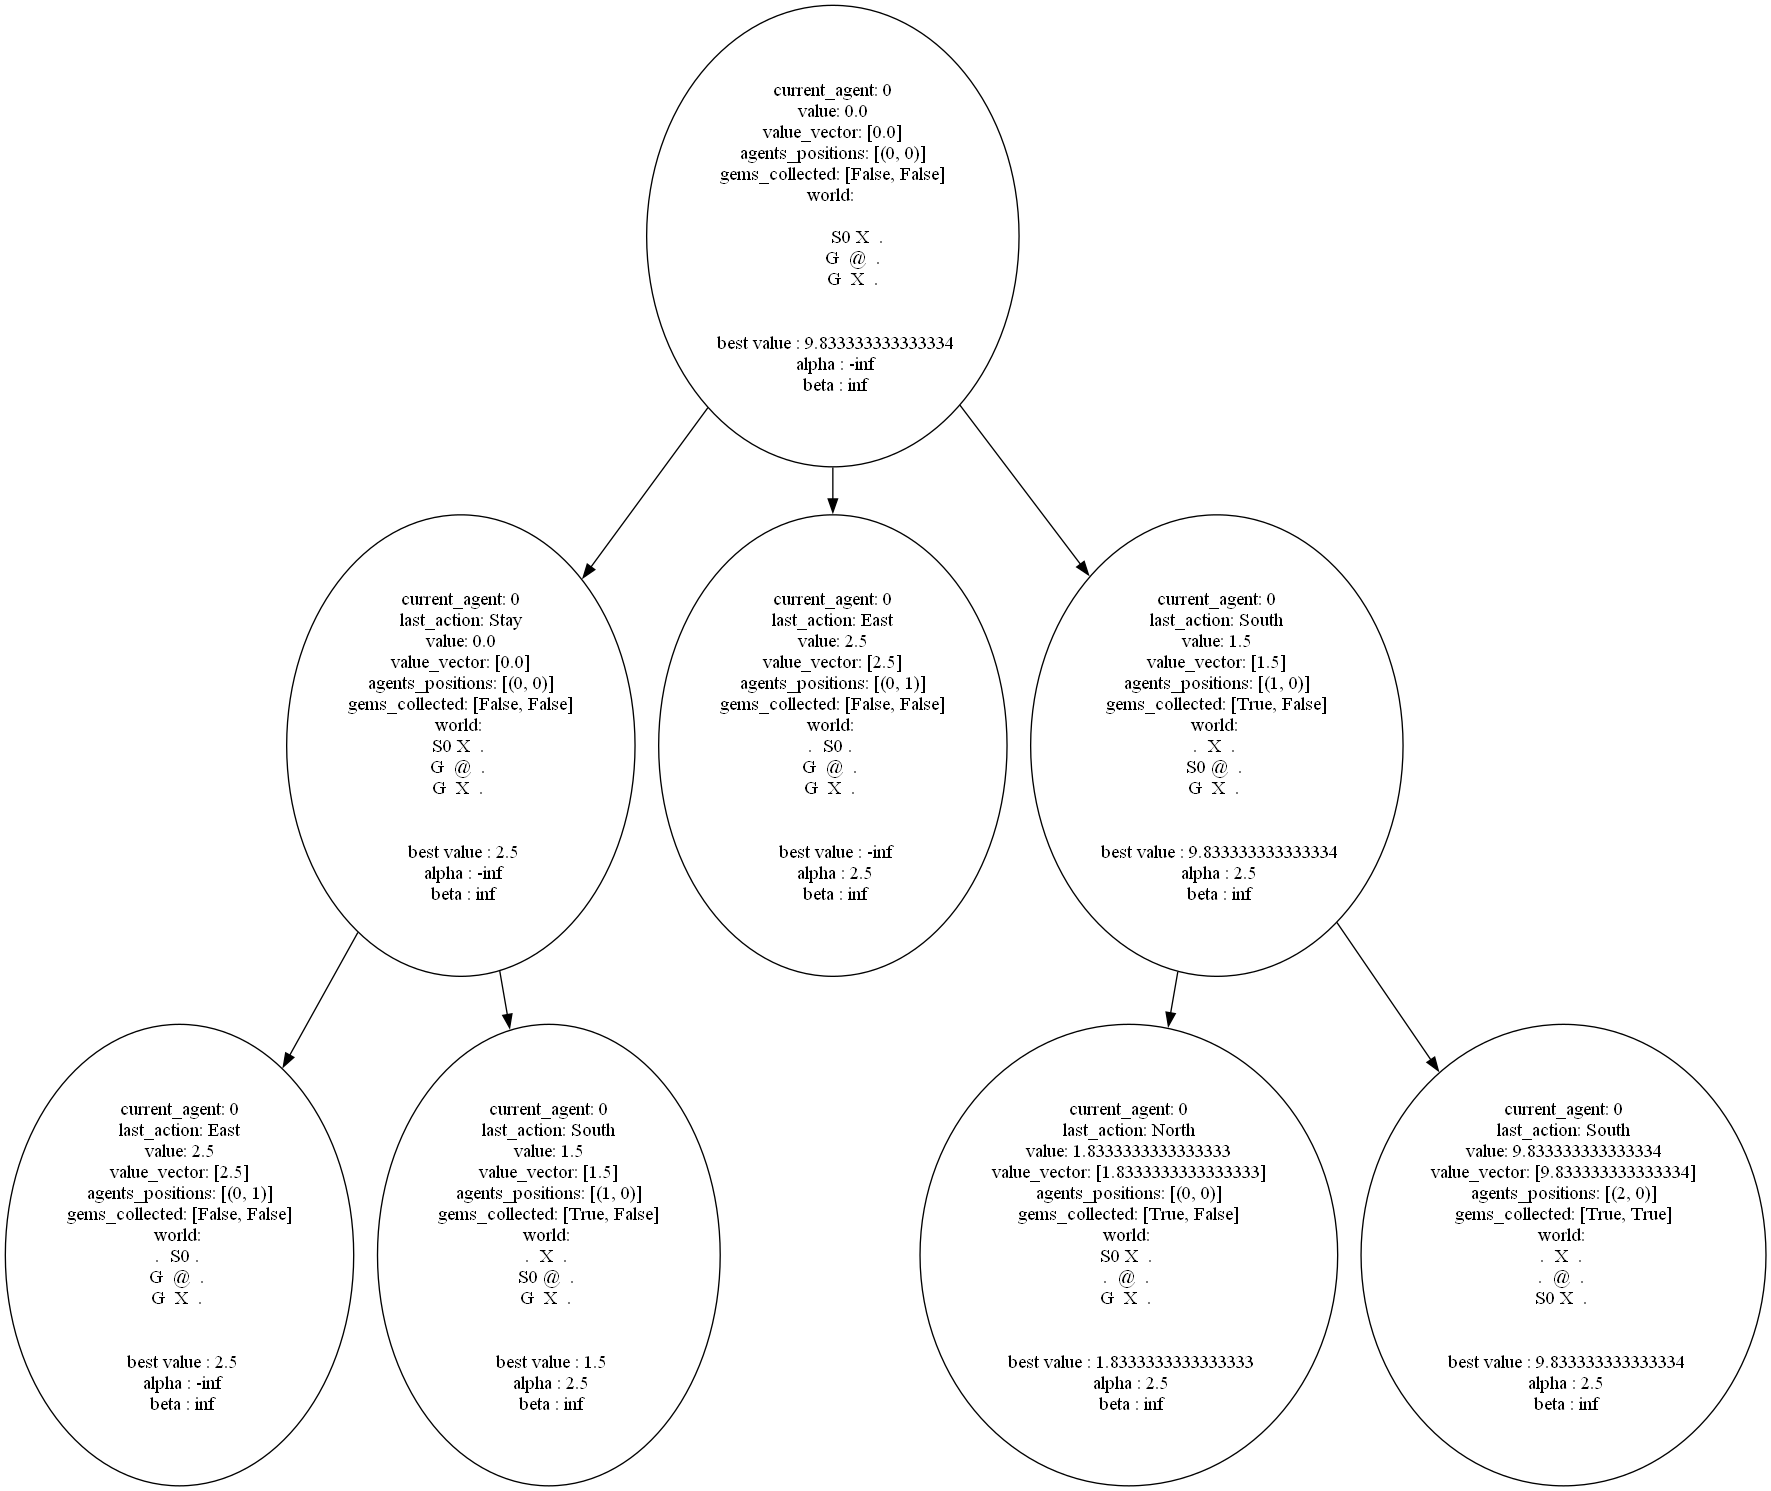 current_agent: 0
value: 0.0
value_vector: [0.0]
agents_positions: [(0, 0)]
gems_collected: [False, False]
world:
S0 X .
G @ .
G X .
best value : 9.833333333333334
alpha : -inf
beta : inf
current_agent: 0
last_action: Stay
value: 0.0
value_vector: [0.0]
agents_positions: [(0, 0)]
gems_collected: [False, False]
world:
S0 X .
G @ .
G X .
best value : 2.5
alpha : -inf
beta : inf
current_agent: 0
last_action: East
value: 2.5
value_vector: [2.5]
agents_positions: [(0, 1)]
gems_collected: [False, False]
world:
. S0 .
G @ .
G X .
best value : -inf
alpha : 2.5
beta : inf
current_agent: 0
last_action: South
value: 1.5
value_vector: [1.5]
agents_positions: [(1, 0)]
gems_collected: [True, False]
world:
. X .
S0 @ .
G X .
best value : 9.833333333333334
alpha : 2.5
beta : inf
current_agent: 0
last_action: East
value: 2.5
value_vector: [2.5]
agents_positions: [(0, 1)]
gems_collected: [False, False]
world:
. S0 .
G @ .
G X .
best value : 2.5
alpha : -inf
beta : inf
current_agent: 0
last_action: South
value: 1.5
value_vector: [1.5]
agents_positions: [(1, 0)]
gems_collected: [True, False]
world:
. X .
S0 @ .
G X .
best value : 1.5
alpha : 2.5
beta : inf
current_agent: 0
last_action: North
value: 1.8333333333333333
value_vector: [1.8333333333333333]
agents_positions: [(0, 0)]
gems_collected: [True, False]
world:
S0 X .
. @ .
G X .
best value : 1.8333333333333333
alpha : 2.5
beta : inf
current_agent: 0
last_action: South
value: 9.833333333333334
value_vector: [9.833333333333334]
agents_positions: [(2, 0)]
gems_collected: [True, True]
world:
. X .
. @ .
S0 X .
best value : 9.833333333333334
alpha : 2.5
beta : inf